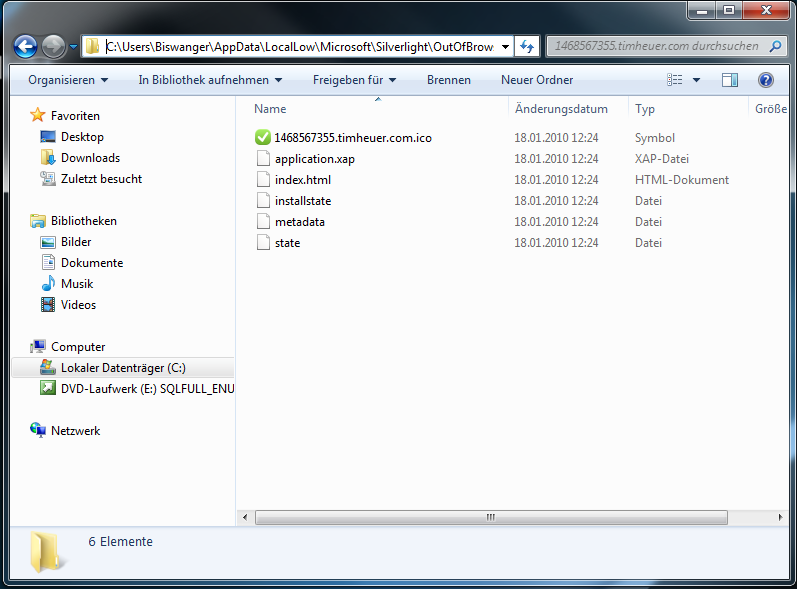 C:\Users\Biswanger\AppData\LocalLow\Microsoft\Silverlight\OutOfBrow
1468567355.timheuer.com durchsuchen
Organisieren In Bibliothek aufnehmen Freigeben für Brennen Neuer Ordner
Favoriten
Desktop
Downloads
Zuletzt besucht
Bibliotheken
Bilder
Dokumente
Musik
Videos
Computer
Lokaler Datenträger (C:)
DVD-Laufwerk (E:) SQLFULL_ENU
Netzwerk
Name Änderungsdatum Typ Größe
1468567355.timheuer.com.ico 18.01.2010 12:24 Symbol
application.xap 18.01.2010 12:24 XAP-Datei
index.html 18.01.2010 12:24 HTML-Dokument
installstate 18.01.2010 12:24 Datei
metadata 18.01.2010 12:24 Datei
state 18.01.2010 12:24 Datei
6 Elemente